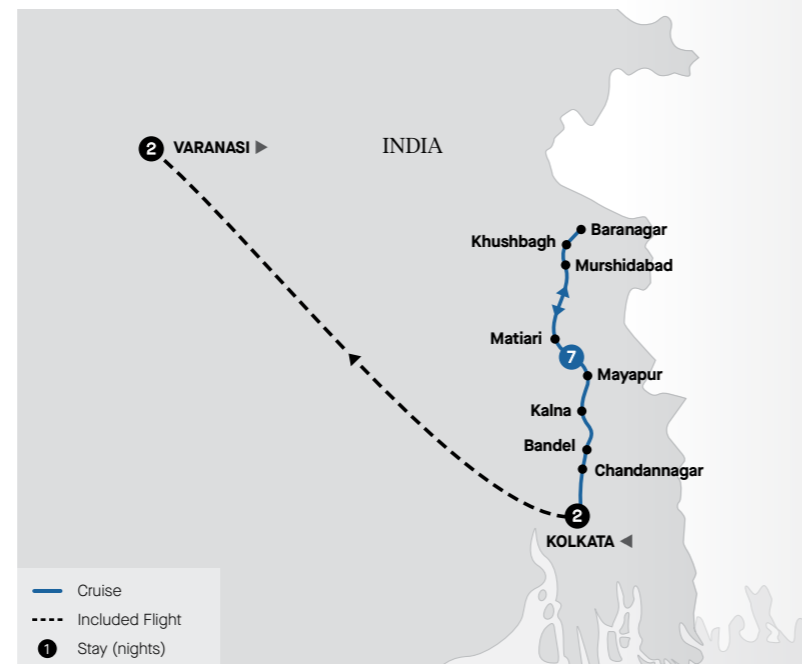 2 VARANASI ▶
INDIA
Baranagar
Khushbagh
Murshidabad
Matiari
7
Mayapur
Kalna
Bandel
Chandannagar
2
KOLKATA ◀
Cruise
Included Flight
1 Stay (nights)